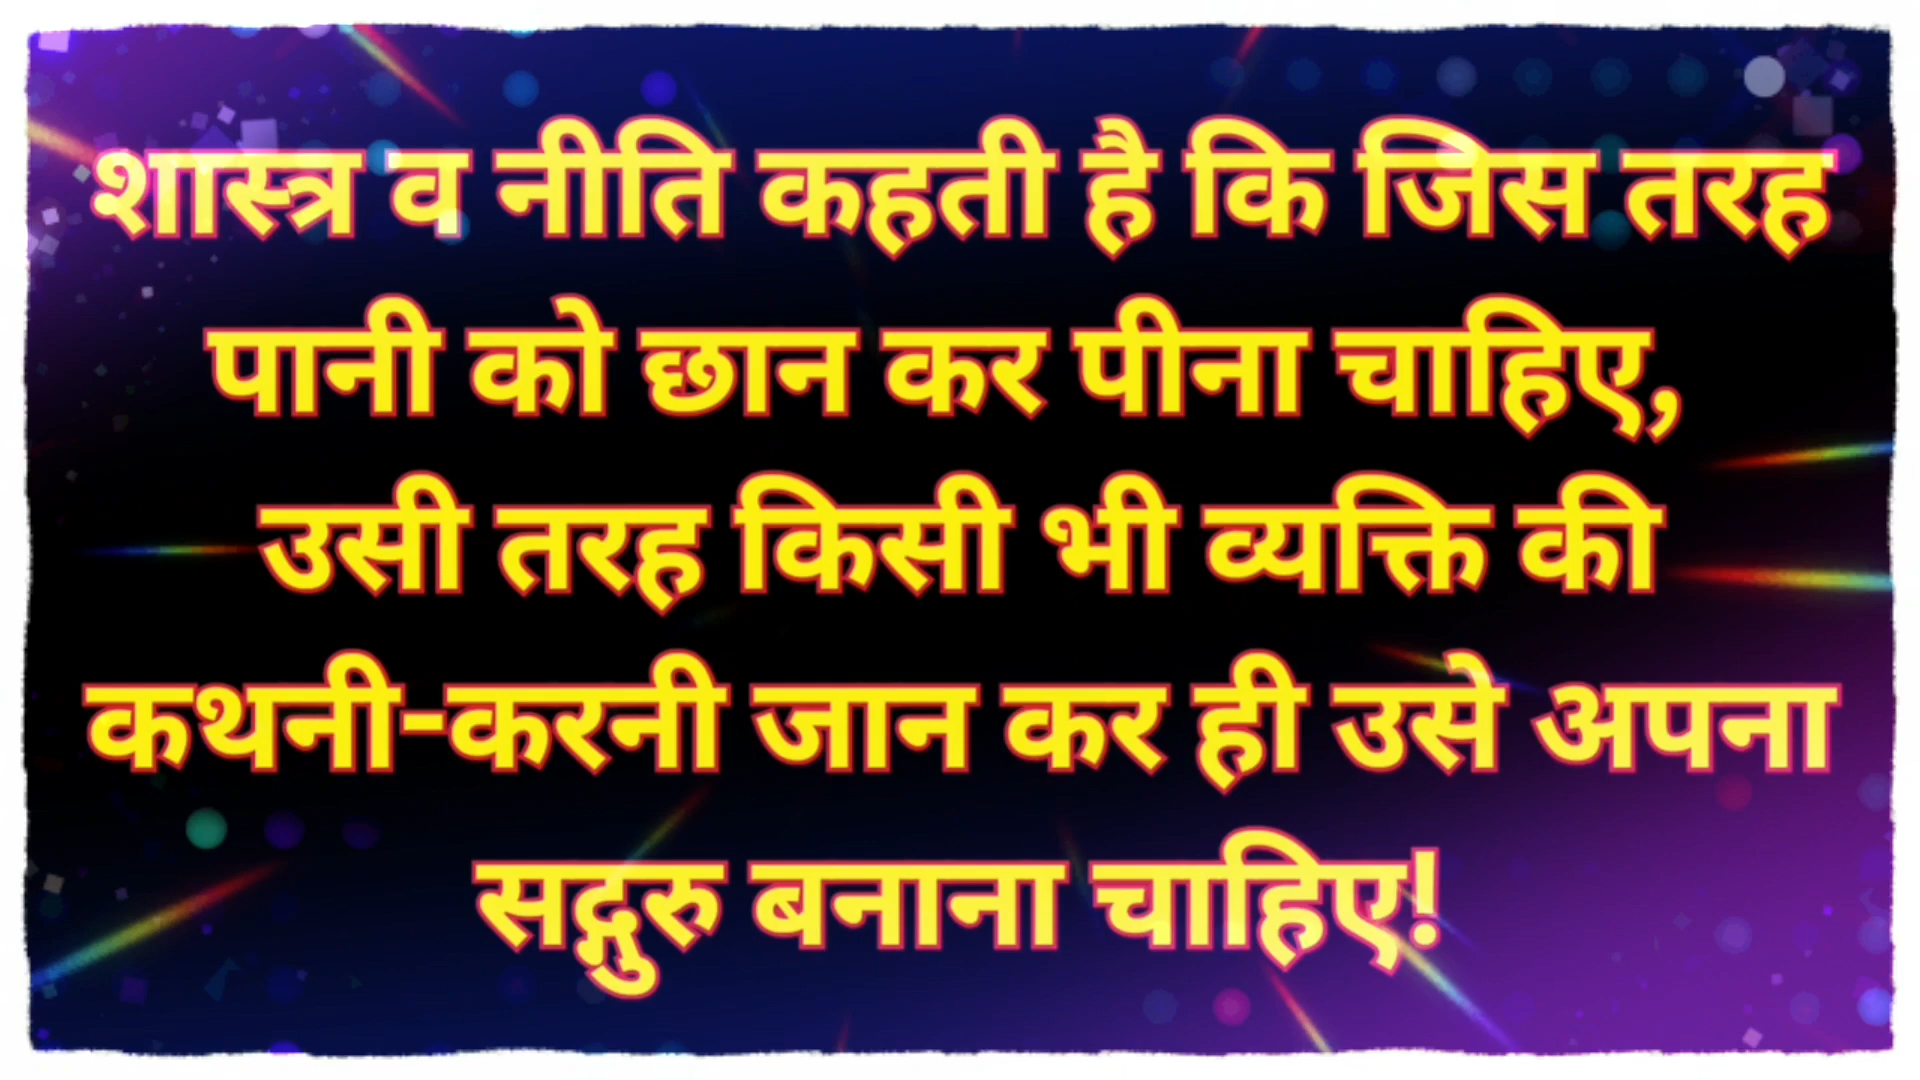 शास्त्र व नीति कहती है कि जिस तरह
पानी को छान कर पीना चाहिए,
उसी तरह किसी भी व्यक्ति की
कथनी-करनी जान कर ही उसे अपना
सद्गुरु बनाना चाहिए!